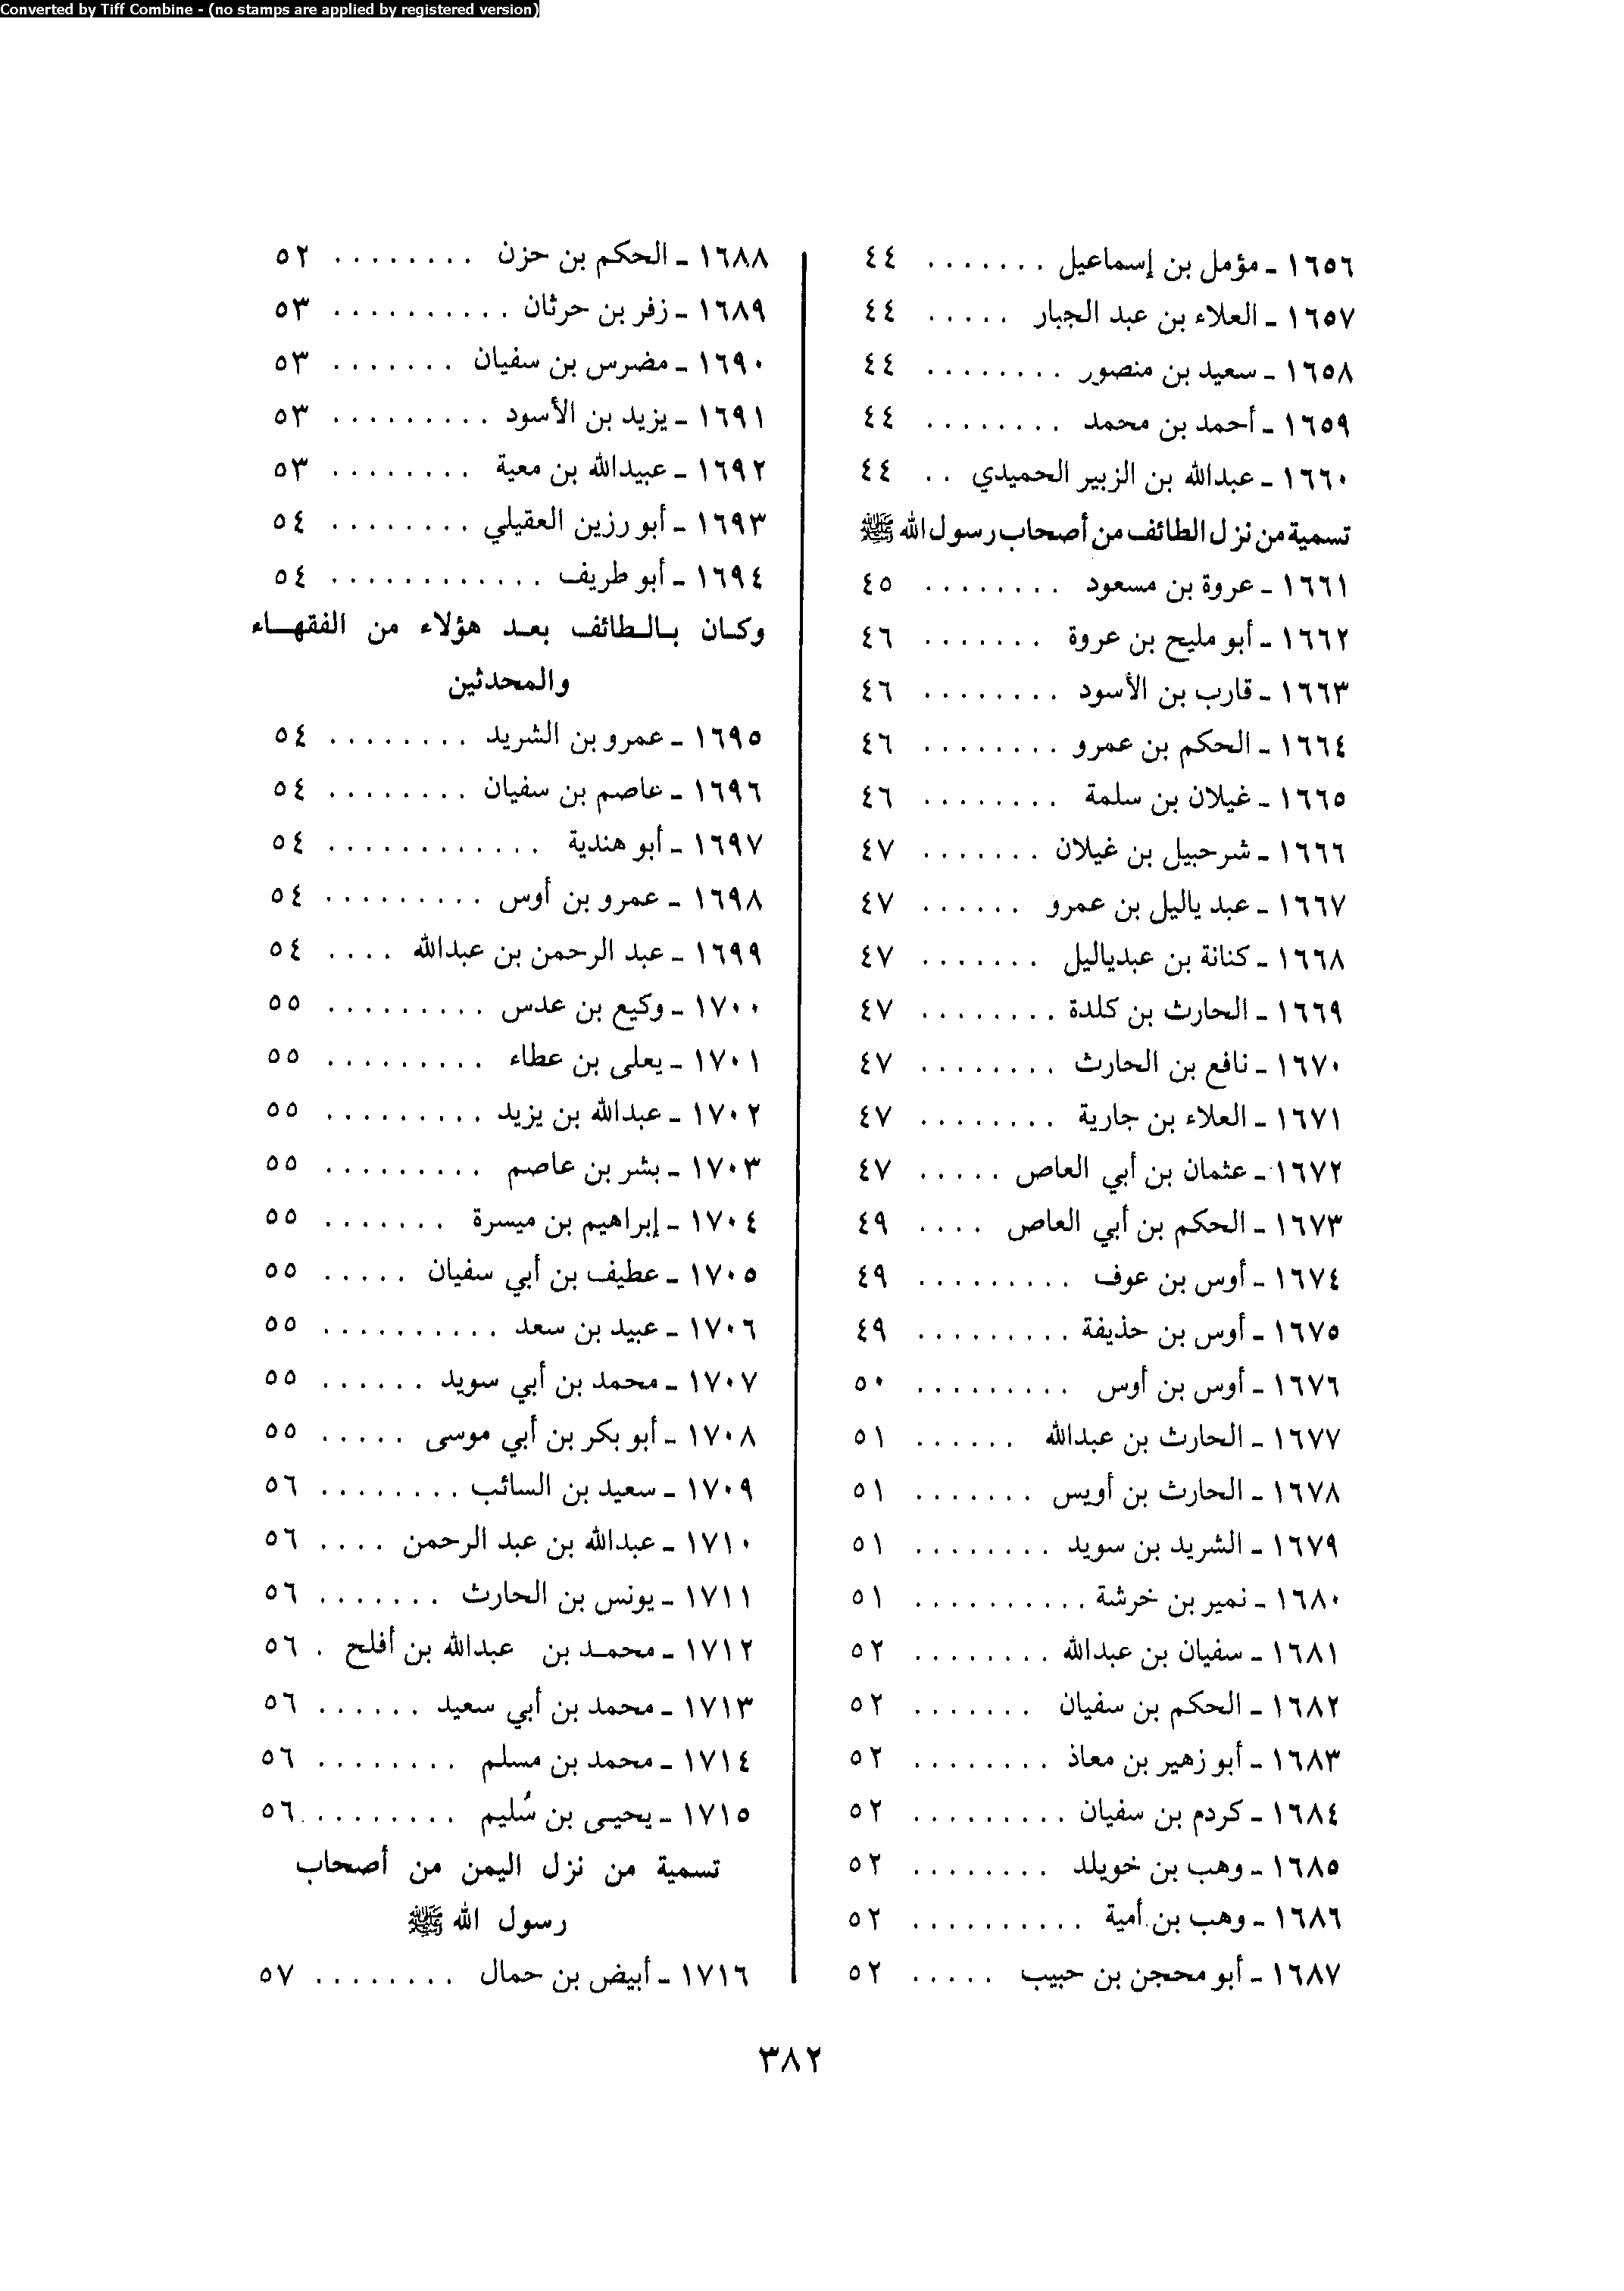 Converted by Tiff Combine - (no stamps are applied by registered version)
١٦٥٦ ـ مؤمل بن إسماعيل . . . . . . . ٤٤
١٦٥٧ ـ العلاء بن عبد الجبار . . . . . ٤٤
١٦٥٨ ـ سعيد بن منصور . . . . . . . . ٤٤
١٦٥٩ ـ أحمد بن محمد . . . . . . . . ٤٤
١٦٦٠ ـ عبدالله بن الزبير الحميدي . . ٤٤
تسمية من نزل الطائف من أصحاب رسول الله ﷺ
١٦٦١ ـ عروة بن مسعود . . . . . . . . ٤٥
١٦٦٢ ـ أبو مليح بن عروة . . . . . . . ٤٦
١٦٦٣ ـ قارب بن الأسود . . . . . . . . ٤٦
١٦٦٤ ـ الحكم بن عمرو . . . . . . . . ٤٦
١٦٦٥ ـ غيلان بن سلمة . . . . . . . . ٤٦
١٦٦٦ ـ شرحبيل بن غيلان . . . . . . . ٤٧
١٦٦٧ ـ عبد ياليل بن عمرو . . . . . . ٤٧
١٦٦٨ ـ كنانة بن عبدياليل . . . . . . . ٤٧
١٦٦٩ ـ الحارث بن كلدة . . . . . . . . ٤٧
١٦٧٠ ـ نافع بن الحارث . . . . . . . . ٤٧
١٦٧١ ـ العلاء بن جارية . . . . . . . . ٤٧
١٦٧٢ ـ عثمان بن أبي العاص . . . . . ٤٧
١٦٧٣ ـ الحكم بن أبي العاص . . . . ٤٩
١٦٧٤ ـ أوس بن عوف . . . . . . . . . ٤٩
١٦٧٥ ـ أوس بن حذيفة . . . . . . . . . ٤٩
١٦٧٦ ـ أوس بن أوس . . . . . . . . . ٥٠
١٦٧٧ ـ الحارث بن عبدالله . . . . . . ٥١
١٦٧٨ ـ الحارث بن أويس . . . . . . . ٥١
١٦٧٩ ـ الشريد بن سويد . . . . . . . . ٥١
١٦٨٠ ـ نمير بن خرشة . . . . . . . . . . ٥١
١٦٨١ ـ سفيان بن عبدالله . . . . . . . . ٥٢
١٦٨٢ ـ الحكم بن سفيان . . . . . . . ٥٢
١٦٨٣ ـ أبو زهير بن معاذ . . . . . . . . ٥٢
١٦٨٤ ـ كردم بن سفيان . . . . . . . . . ٥٢
١٦٨٥ ـ وهب بن خويلد . . . . . . . . ٥٢
١٦٨٦ ـ وهب بن أمية . . . . . . . . . . ٥٢
١٦٨٧ ـ أبو محجن بن حبيب . . . . . ٥٢
١٦٨٨ ـ الحكم بن حزن . . . . . . . . ٥٢
١٦٨٩ ـ زفر بن حرثان . . . . . . . . . . ٥٣
١٦٩٠ ـ مضرس بن سفيان . . . . . . . ٥٣
١٦٩١ ـ يزيد بن الأسود . . . . . . . . . ٥٣
١٦٩٢ ـ عبيدالله بن معية . . . . . . . . ٥٣
١٦٩٣ ـ أبو رزين العقيلي . . . . . . . . ٥٤
١٦٩٤ ـ أبو طريف . . . . . . . . . . . . ٥٤
وكان بالطائف بعد هؤلاء من الفقهاء
والمحدثين
١٦٩٥ ـ عمرو بن الشريد . . . . . . . . ٥٤
١٦٩٦ ـ عاصم بن سفيان . . . . . . . . ٥٤
١٦٩٧ ـ أبو هندية . . . . . . . . . . . . ٥٤
١٦٩٨ ـ عمرو بن أوس . . . . . . . . . ٥٤
١٦٩٩ ـ عبد الرحمن بن عبدالله . . . . ٥٤
١٧٠٠ ـ وكيع بن عدس . . . . . . . . . ٥٥
١٧٠١ ـ يعلى بن عطاء . . . . . . . . . ٥٥
١٧٠٢ ـ عبدالله بن يزيد . . . . . . . . . ٥٥
١٧٠٣ ـ بشر بن عاصم . . . . . . . . . ٥٥
١٧٠٤ ـ إبراهيم بن ميسرة . . . . . . . ٥٥
١٧٠٥ ـ عطيف بن أبي سفيان . . . . . ٥٥
١٧٠٦ ـ عبيد بن سعد . . . . . . . . . . ٥٥
١٧٠٧ ـ محمد بن أبي سويد . . . . . . ٥٥
١٧٠٨ ـ أبو بكر بن أبي موسى . . . . . ٥٥
١٧٠٩ ـ سعيد بن السائب . . . . . . . . ٥٦
١٧١٠ ـ عبدالله بن عبد الرحمن . . . . ٥٦
١٧١١ ـ يونس بن الحارث . . . . . . . ٥٦
١٧١٢ ـ محمد بن عبدالله بن أفلح . ٥٦
١٧١٣ ـ محمد بن أبي سعيد . . . . . . ٥٦
١٧١٤ ـ محمد بن مسلم . . . . . . . . ٥٦
١٧١٥ ـ يحيى بن سُليم . . . . . . . . . ٥٦
تسمية من نزل اليمن من أصحاب
رسول الله ﷺ
١٧١٦ ـ أبيض بن حمال . . . . . . . . ٥٧
٣٨٢